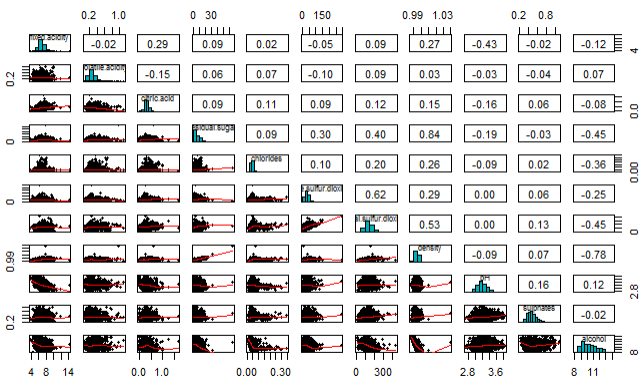 0.2 1.0 0 30 0 150 0.99 1.03 0.2 0.8
fixed.acidity -0.02 0.29 0.09 0.02 -0.05 0.09 0.27 -0.43 -0.02 -0.12 4
0.2 volatile.acidity -0.15 0.06 0.07 -0.10 0.09 0.03 -0.03 -0.04 0.07
citric.acid 0.09 0.11 0.09 0.12 0.15 -0.16 0.06 -0.08 0.0
0 esidual.sugar 0.09 0.30 0.40 0.84 -0.19 -0.03 -0.45
chlorides 0.10 0.20 0.26 -0.09 0.02 -0.36 0.00
0 .sulfur.dioxi 0.62 0.29 0.00 0.06 -0.25
al.sulfur.dioxi 0.53 0.00 0.13 -0.45 0
0.99 density -0.09 0.07 -0.78
pH 0.16 0.12 2.8
0.2 sulphates -0.02
alcohol 8
4 8 14 0.0 1.0 0.00 0.30 0 300 2.8 3.6 8 11